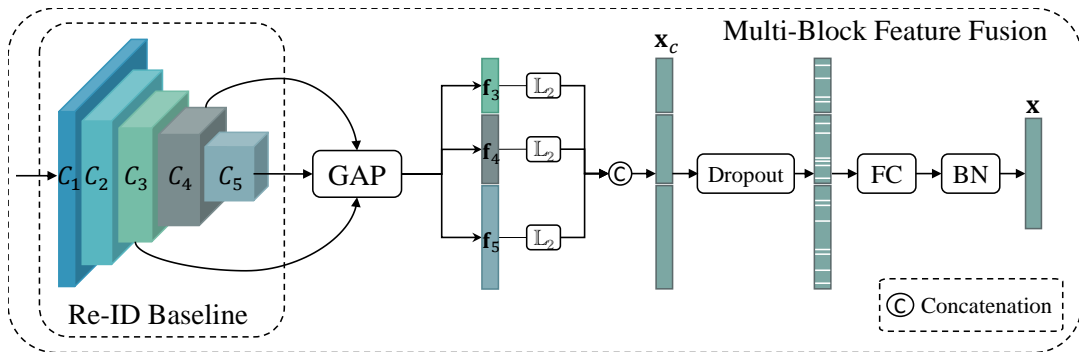 Multi-Block Feature Fusion
C₁ C₂ C₃ C₄ C₅
Re-ID Baseline
GAP
f₃ 𝕃₂
f₄ 𝕃₂
f₅ 𝕃₂
©
x_c
Dropout
FC
BN
x
© Concatenation